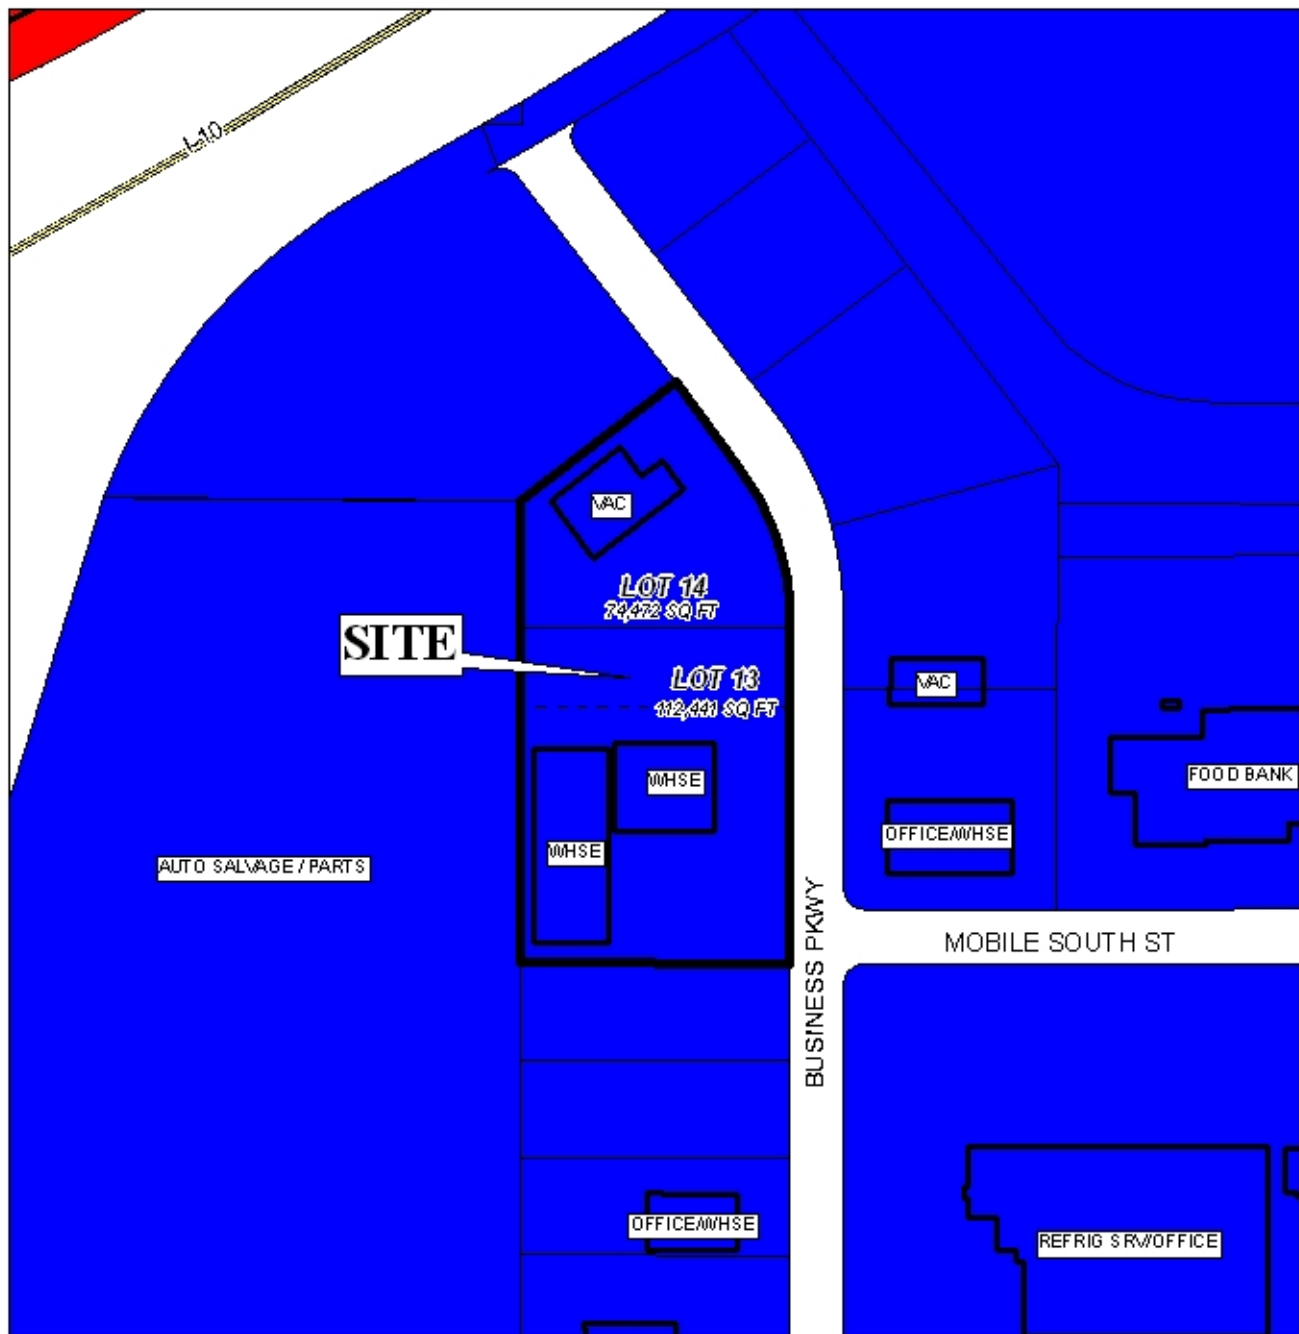 I-10
VAC
LOT 14
74,472 SQ FT
SITE
LOT 13
112,441 SQ FT
VAC
WHSE
FOOD BANK
OFFICE/WHSE
WHSE
AUTO SALVAGE / PARTS
BUSINESS PKWY
MOBILE SOUTH ST
OFFICE/WHSE
REFRIG SRV/OFFICE